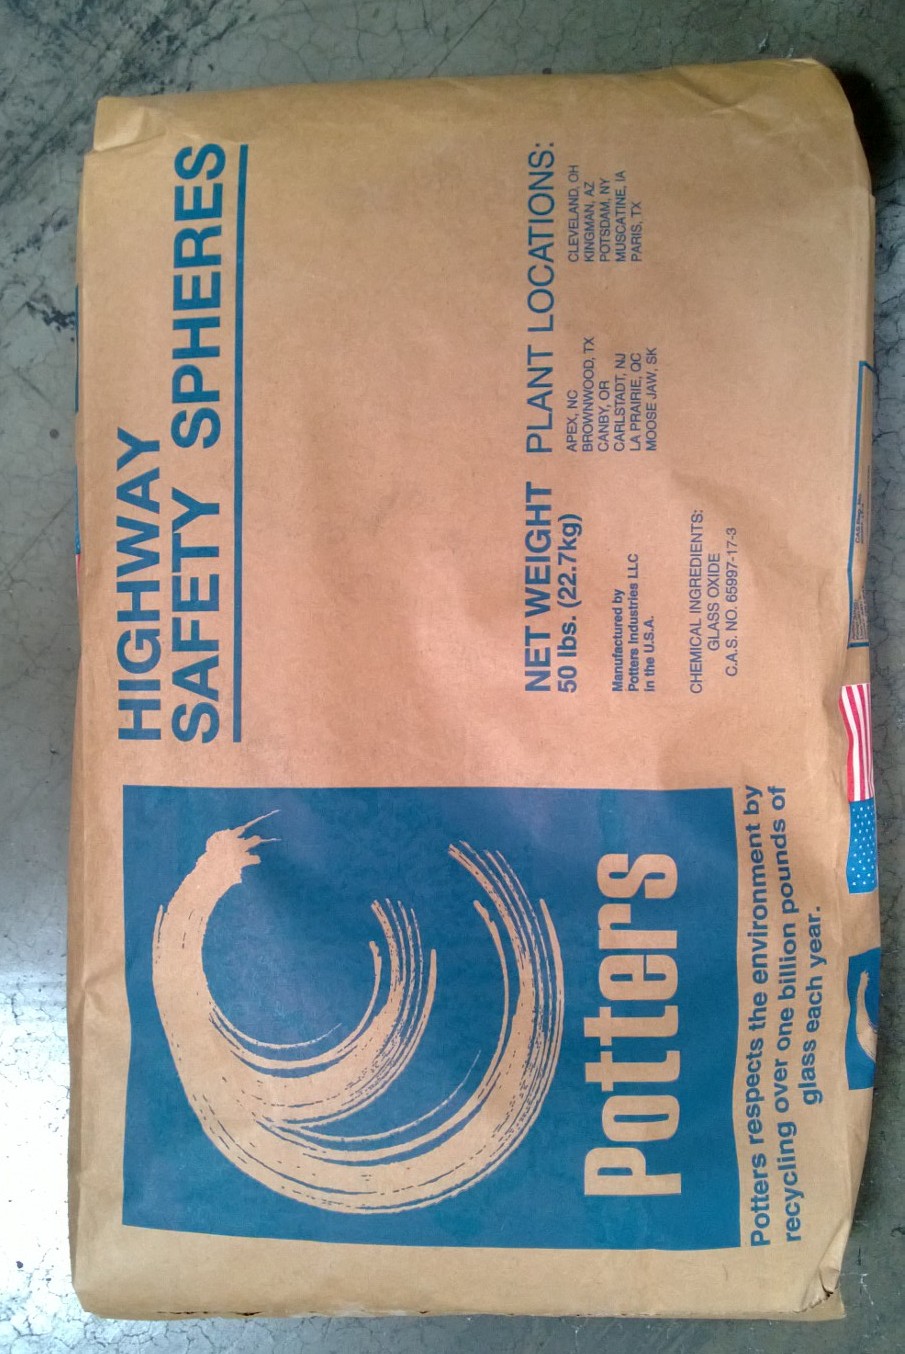 HIGHWAY
SAFETY SPHERES
Potters
Potters respects the environment by
recycling over one billion pounds of
glass each year.
NET WEIGHT
50 lbs. (22.7kg)
Manufactured by
Potters Industries LLC
In the U.S.A.
CHEMICAL INGREDIENTS:
GLASS OXIDE
C.A.S. NO. 65997-17-3
PLANT LOCATIONS:
APEX, NC
BROWNWOOD, TX
CANBY, OR
CARLSTADT, NJ
LA PRAIRIE, QC
MOOSE JAW, SK
CLEVELAND, OH
KINGMAN, AZ
POTSDAM, NY
MUSCATINE, IA
PARIS, TX